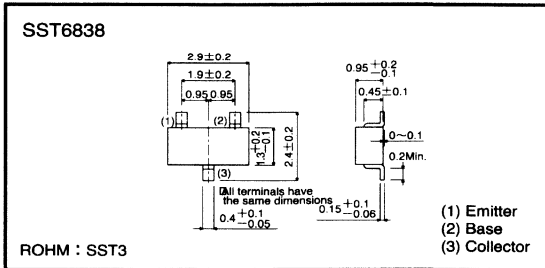 SST6838
2.9±0.2
1.9±0.2
0.95 0.95
(1)
(2)
(3)
1.3 +0.2 −0.1
2.4±0.2
All terminals have
the same dimensions
0.4 +0.1 −0.05
0.95 +0.2 −0.1
0.45±0.1
0~0.1
0.2Min.
0.15 +0.1 −0.06
(1) Emitter
(2) Base
(3) Collector
ROHM : SST3